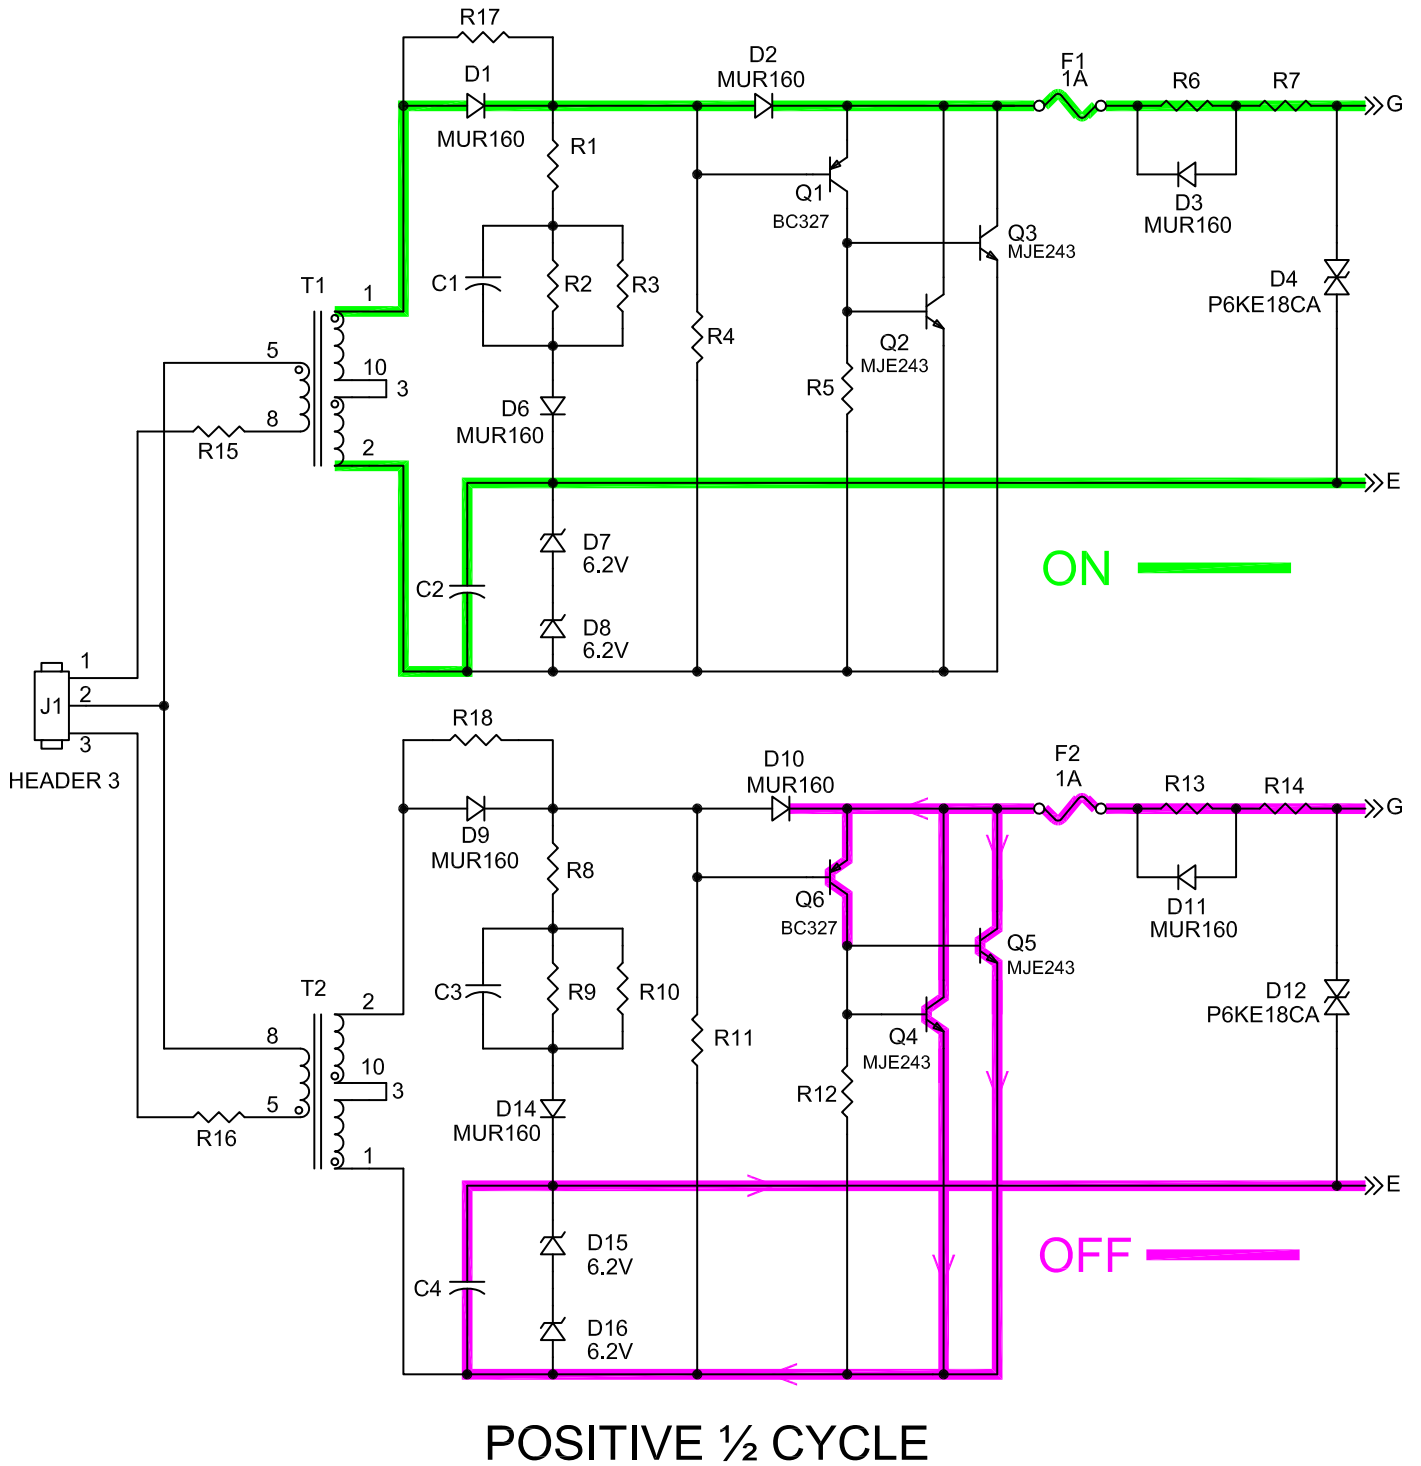 R17
D1
MUR160
D2
MUR160
F1
1A
R6
R7
G
R1
Q1
BC327
D3
MUR160
Q3
MJE243
C1
R2
R3
T1
1
5
10
3
8
2
R15
R4
Q2
MJE243
D4
P6KE18CA
R5
D6
MUR160
E
D7
6.2V
ON
C2
D8
6.2V
J1
1
2
3
HEADER 3
R18
D9
MUR160
D10
MUR160
F2
1A
R13
R14
G
R8
Q6
BC327
D11
MUR160
Q5
MJE243
C3
R9
R10
T2
2
8
10
3
5
1
R16
R11
Q4
MJE243
D12
P6KE18CA
R12
D14
MUR160
E
D15
6.2V
OFF
C4
D16
6.2V
POSITIVE ½ CYCLE